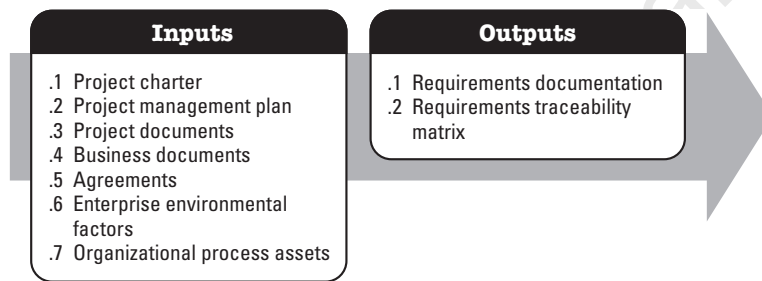 Inputs
.1 Project charter
.2 Project management plan
.3 Project documents
.4 Business documents
.5 Agreements
.6 Enterprise environmental
factors
.7 Organizational process assets
Outputs
.1 Requirements documentation
.2 Requirements traceability
matrix